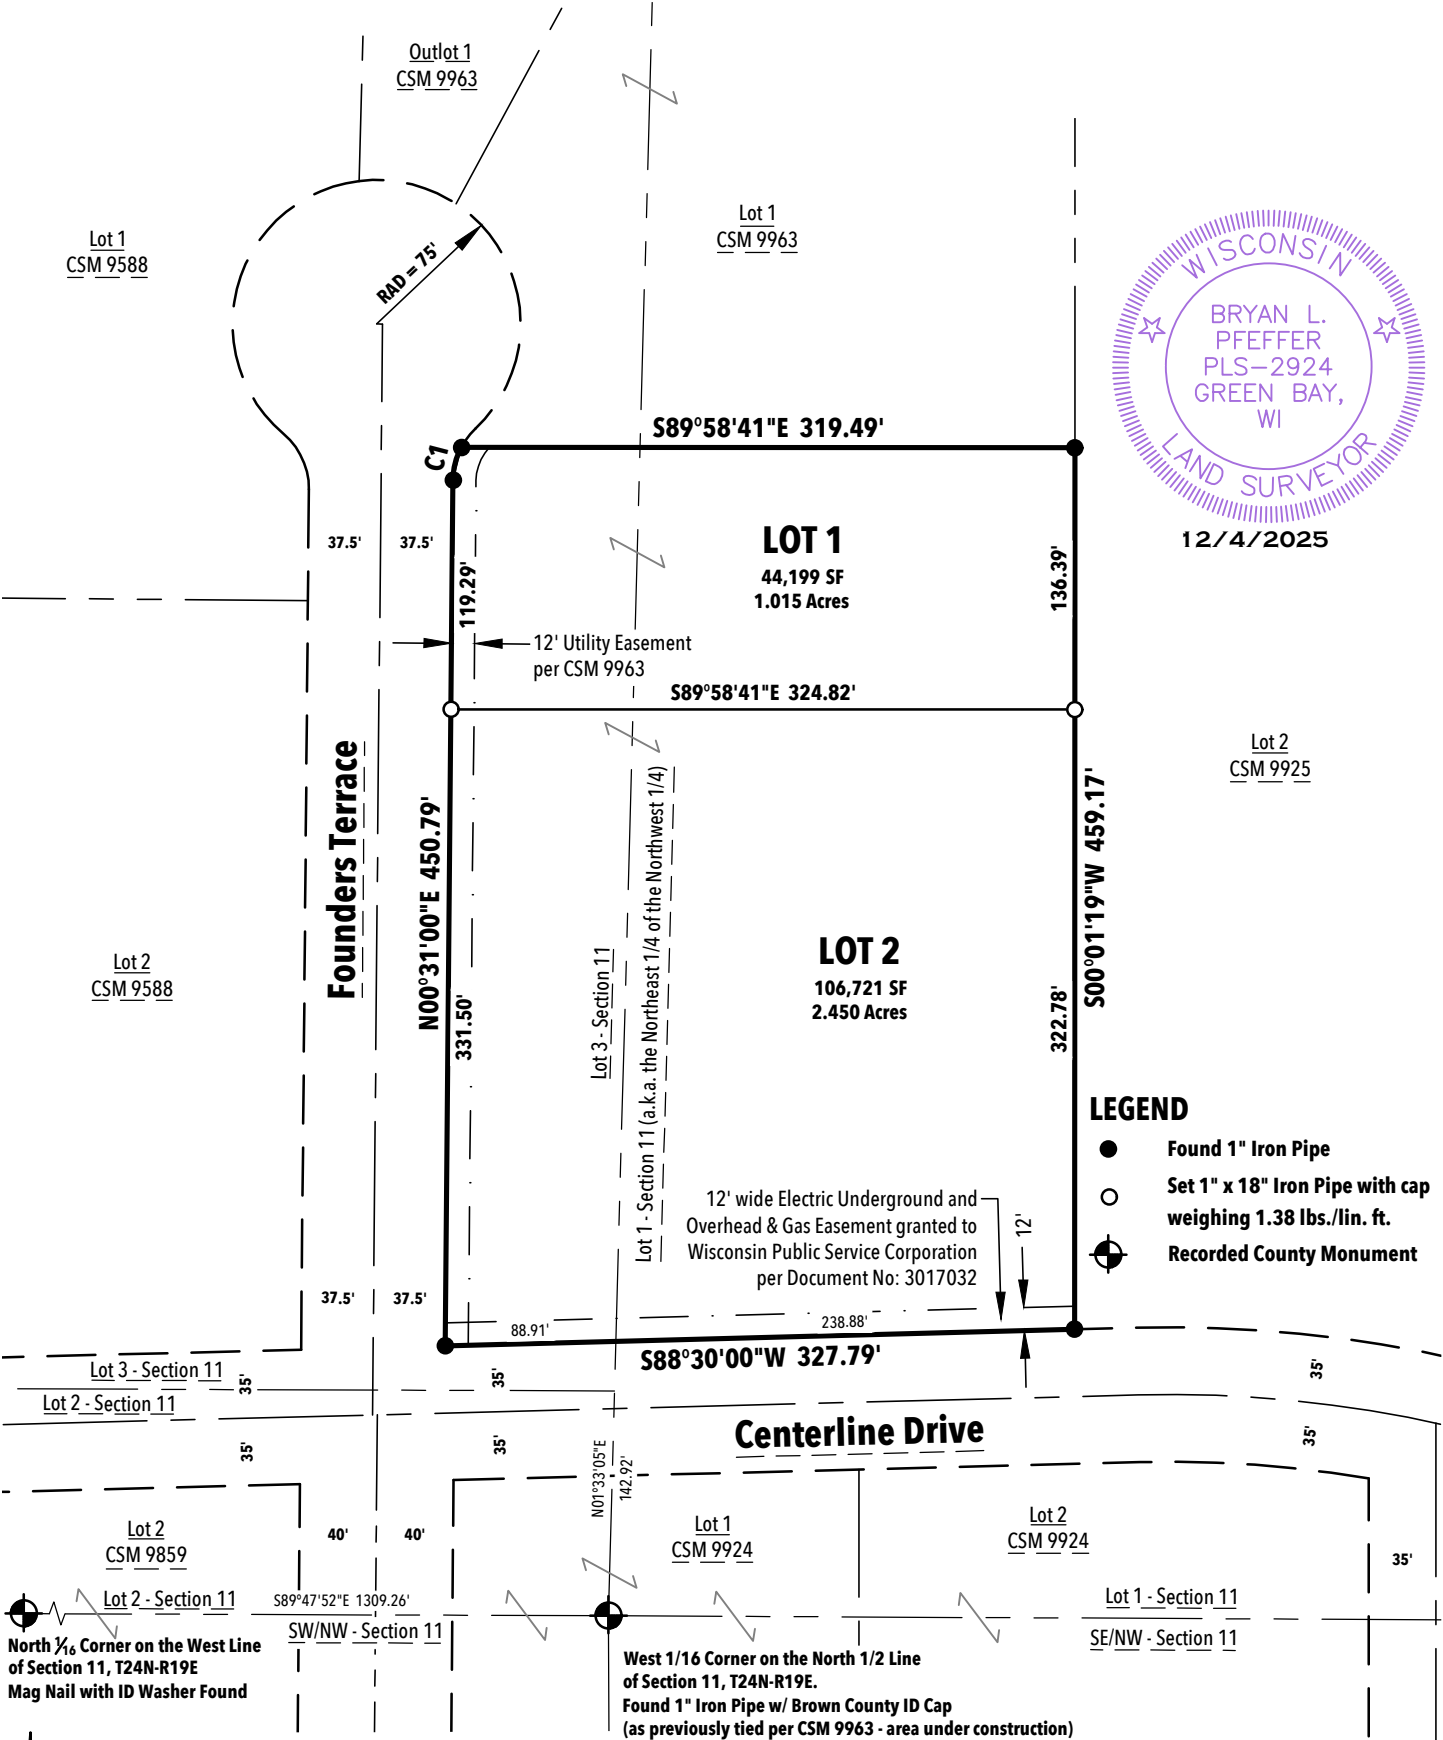 Outlot 1
CSM 9963
Lot 1
CSM 9588
Lot 1
CSM 9963
RAD = 75'
WISCONSIN
BRYAN L.
PFEFFER
PLS-2924
GREEN BAY,
WI
LAND SURVEYOR
12/4/2025
S89°58'41"E 319.49'
C1
37.5'
37.5'
119.29'
LOT 1
44,199 SF
1.015 Acres
136.39'
12' Utility Easement
per CSM 9963
S89°58'41"E 324.82'
Lot 2
CSM 9925
Founders Terrace
N00°31'00"E 450.79'
331.50'
Lot 3 - Section 11
Lot 1 - Section 11 (a.k.a. the Northeast 1/4 of the Northwest 1/4)
S00°01'19"W 459.17'
322.78'
Lot 2
CSM 9588
LOT 2
106,721 SF
2.450 Acres
LEGEND
Found 1" Iron Pipe
Set 1" x 18" Iron Pipe with cap
weighing 1.38 lbs./lin. ft.
Recorded County Monument
12' wide Electric Underground and
Overhead & Gas Easement granted to
Wisconsin Public Service Corporation
per Document No: 3017032
12'
37.5'
37.5'
88.91'
238.88'
S88°30'00"W 327.79'
Lot 3 - Section 11
35'
35'
35'
Lot 2 - Section 11
Centerline Drive
35'
35'
35'
N01°33'05"E
142.92'
Lot 2
CSM 9859
40'
40'
Lot 1
CSM 9924
Lot 2
CSM 9924
35'
Lot 2 - Section 11
S89°47'52"E 1309.26'
SW/NW - Section 11
Lot 1 - Section 11
SE/NW - Section 11
North 1⁄16 Corner on the West Line
of Section 11, T24N-R19E
Mag Nail with ID Washer Found
West 1/16 Corner on the North 1/2 Line
of Section 11, T24N-R19E.
Found 1" Iron Pipe w/ Brown County ID Cap
(as previously tied per CSM 9963 - area under construction)